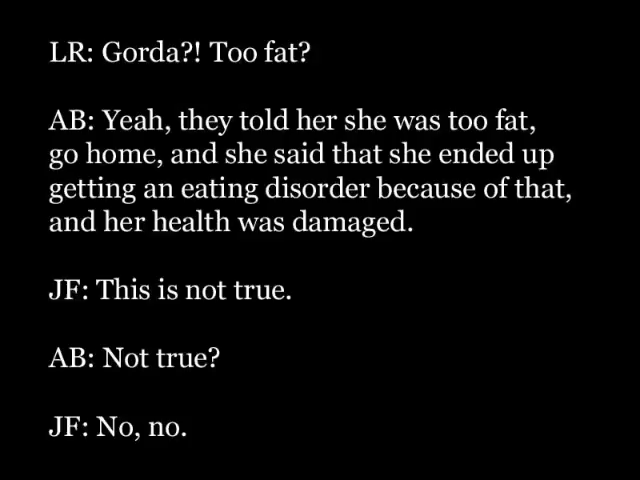 LR: Gorda?! Too fat?
AB: Yeah, they told her she was too fat,
go home, and she said that she ended up
getting an eating disorder because of that,
and her health was damaged.
JF: This is not true.
AB: Not true?
JF: No, no.